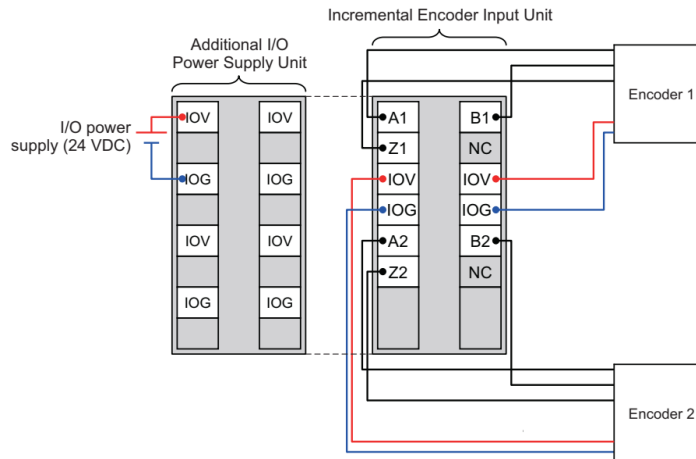 Incremental Encoder Input Unit
Additional I/O
Power Supply Unit
I/O power
supply (24 VDC)
IOV
IOV
IOG
IOG
IOV
IOV
IOG
IOG
A1
B1
Z1
NC
IOV
IOV
IOG
IOG
A2
B2
Z2
NC
Encoder 1
Encoder 2